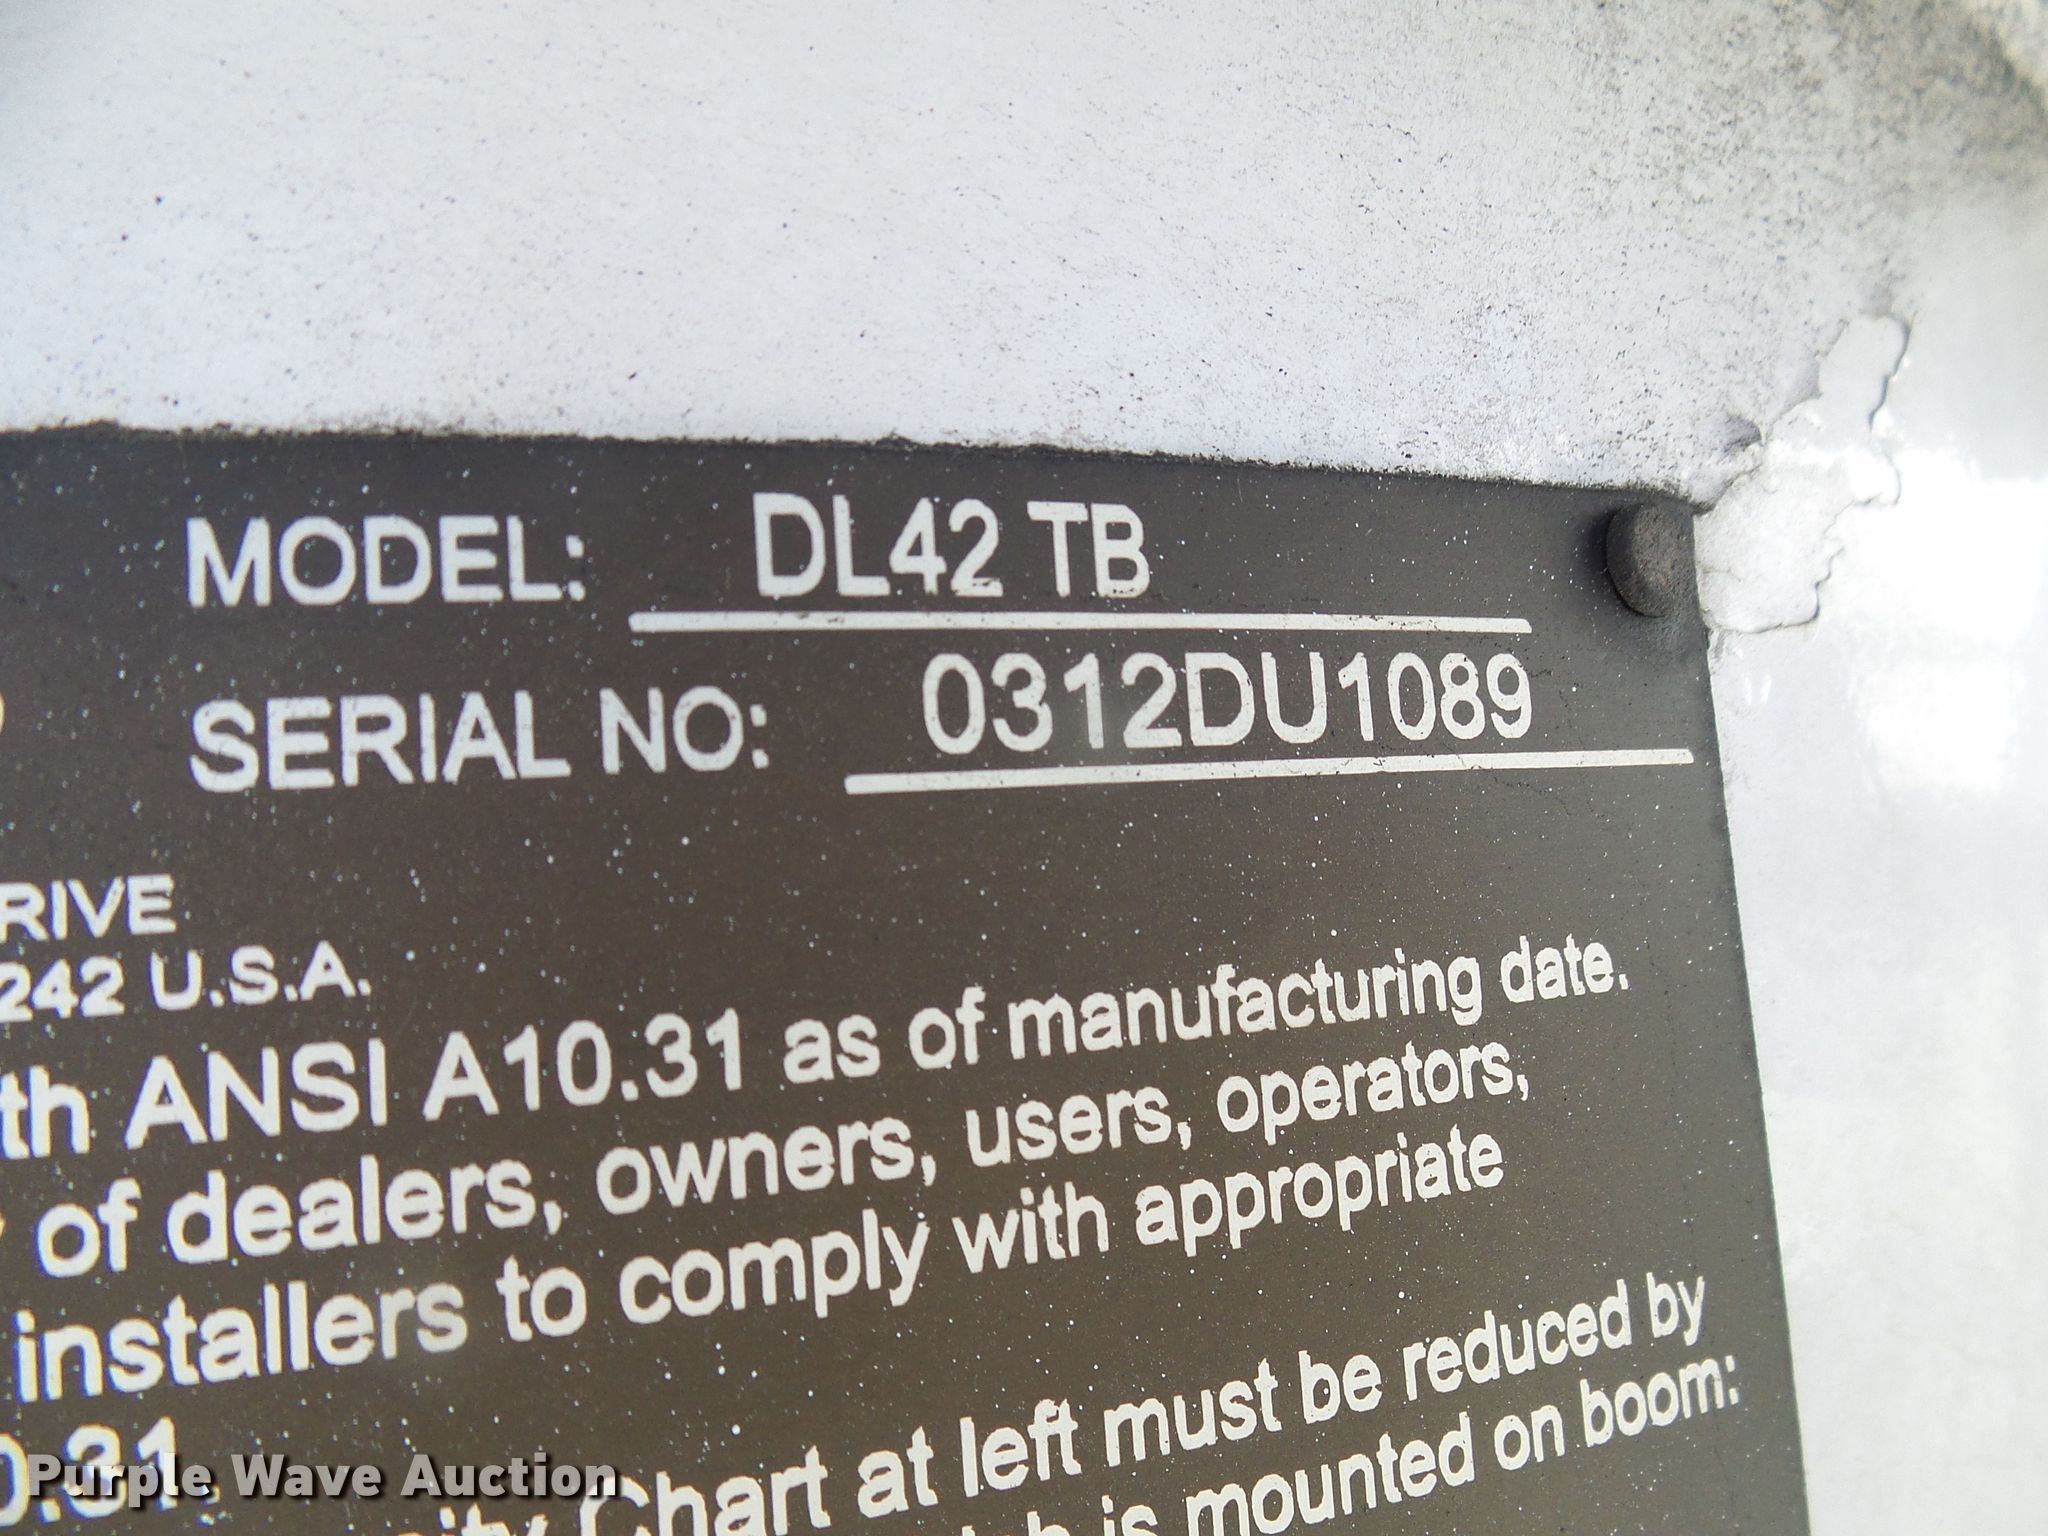 MODEL: DL42 TB
SERIAL NO: 0312DU1089
RIVE
242 U.S.A.
th ANSI A10.31 as of manufacturing date.
of dealers, owners, users, operators,
installers to comply with appropriate
0.31.
Chart at left must be reduced by
is mounted on boom:
Purple Wave Auction